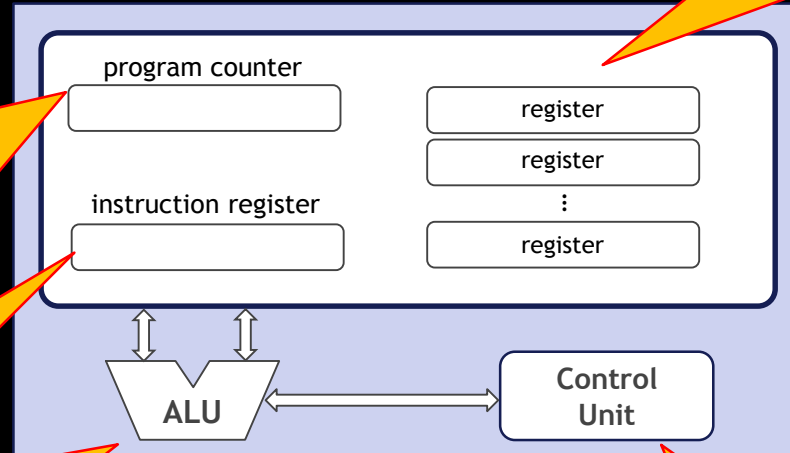 program counter
register
register
instruction register
⋮
register
ALU
Control
Unit